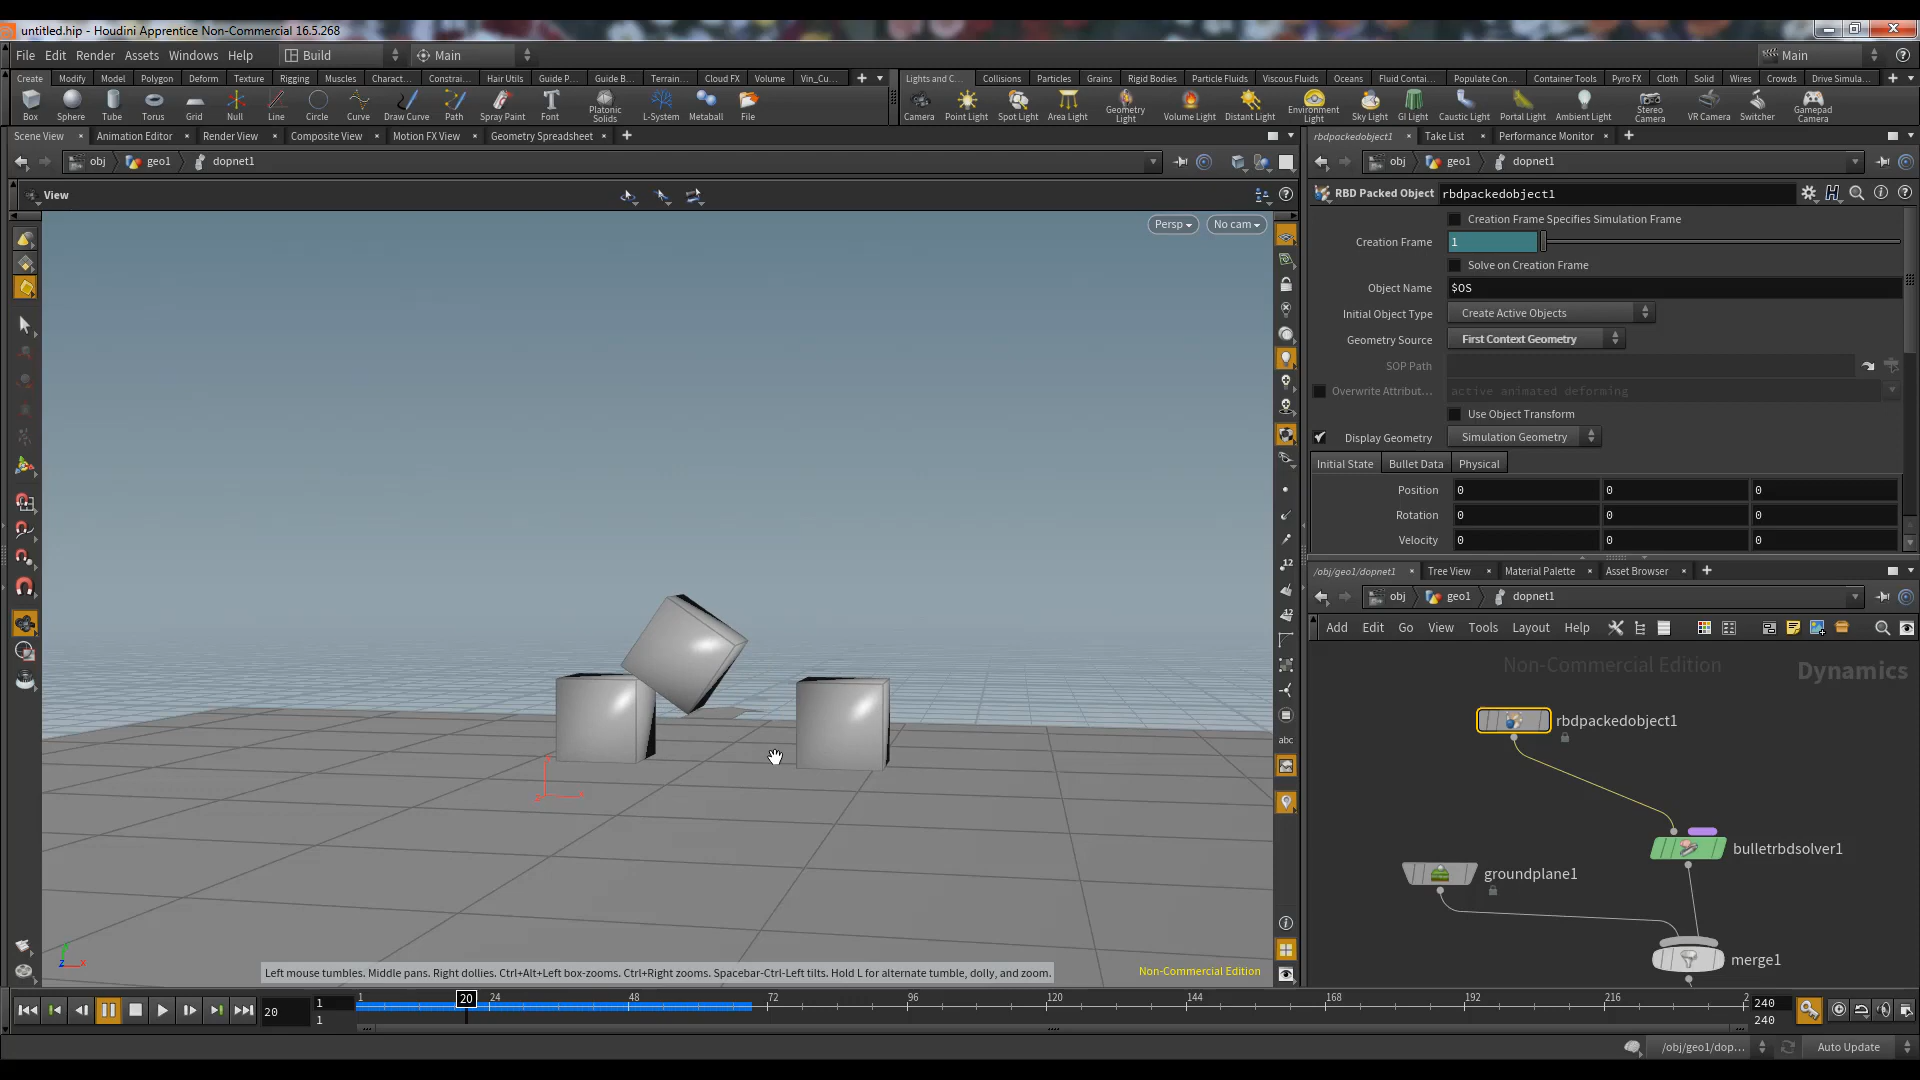 untitled.hip - Houdini Apprentice Non-Commercial 16.5.268
File Edit Render Assets Windows Help Build Main Main
Create Modify Model Polygon Deform Texture Rigging Muscles Charact... Constrai... Hair Utils Guide P... Guide B... Terrain... Cloud FX Volume Vin_Cu...
Lights and C... Collisions Particles Grains Rigid Bodies Particle Fluids Viscous Fluids Oceans Fluid Contai... Populate Con... Container Tools Pyro FX Cloth Solid Wires Crowds Drive Simula...
Box Sphere Tube Torus Grid Null Line Circle Curve Draw Curve Path Spray Paint Font Platonic Solids L-System Metaball File
Camera Point Light Spot Light Area Light Geometry Light Volume Light Distant Light Environment Light Sky Light GI Light Caustic Light Portal Light Ambient Light Stereo Camera VR Camera Switcher Gamepad Camera
Scene View Animation Editor Render View Composite View Motion FX View Geometry Spreadsheet
obj geo1 dopnet1
View
Persp No cam
Left mouse tumbles. Middle pans. Right dollies. Ctrl+Alt+Left box-zooms. Ctrl+Right zooms. Spacebar-Ctrl-Left tilts. Hold L for alternate tumble, dolly, and zoom.
Non-Commercial Edition
rbdpackedobject1 Take List Performance Monitor
obj geo1 dopnet1
RBD Packed Object rbdpackedobject1
Creation Frame Specifies Simulation Frame
Creation Frame 1
Solve on Creation Frame
Object Name $OS
Initial Object Type Create Active Objects
Geometry Source First Context Geometry
SOP Path
Overwrite Attribut... active animated deforming
Use Object Transform
Display Geometry Simulation Geometry
Initial State Bullet Data Physical
Position 0 0 0
Rotation 0 0 0
Velocity 0 0 0
/obj/geo1/dopnet1 Tree View Material Palette Asset Browser
obj geo1 dopnet1
Add Edit Go View Tools Layout Help
Non-Commercial Edition Dynamics
rbdpackedobject1
bulletrbdsolver1
groundplane1
merge1
20 1 1 20 24 48 72 96 120 144 168 192 216 2 240
1 240
/obj/geo1/dop... Auto Update